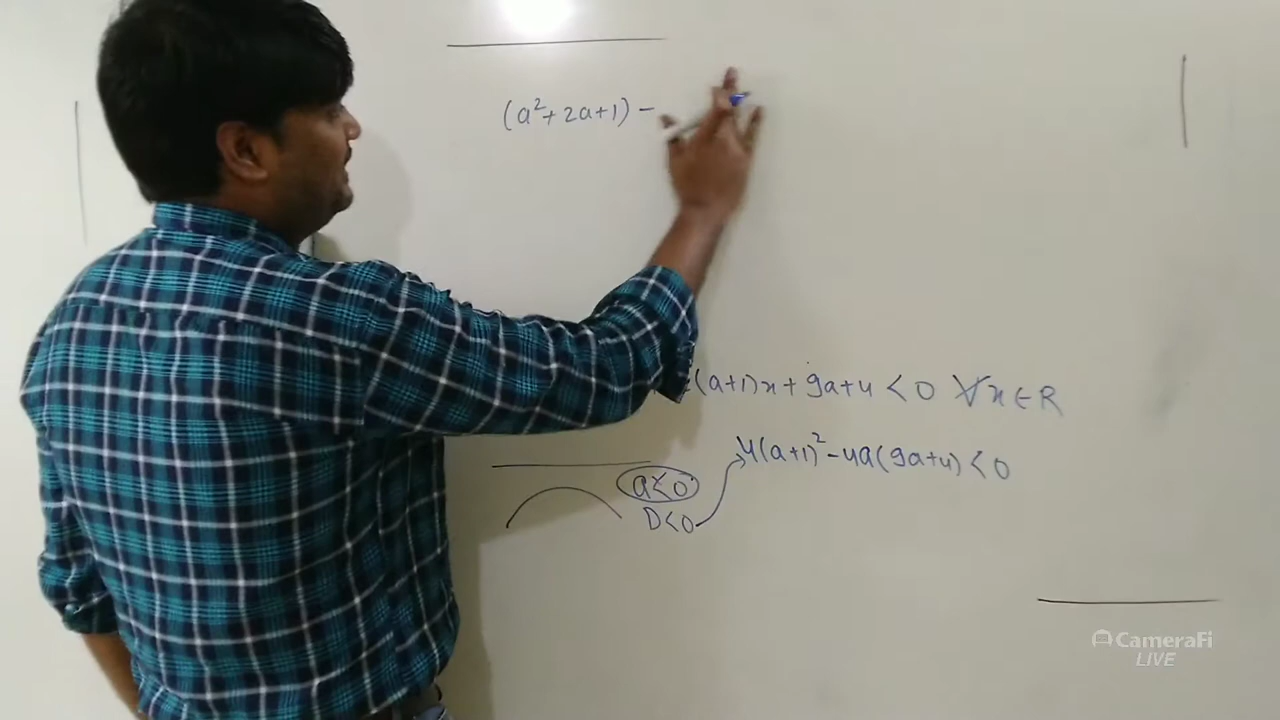 (a²+2a+1) −
(a+1)x + 9a+4 < 0 ∀ x ∈ R
4(a+1)² − 4a(9a+4) < 0
a < 0
D < 0
CameraFi
LIVE